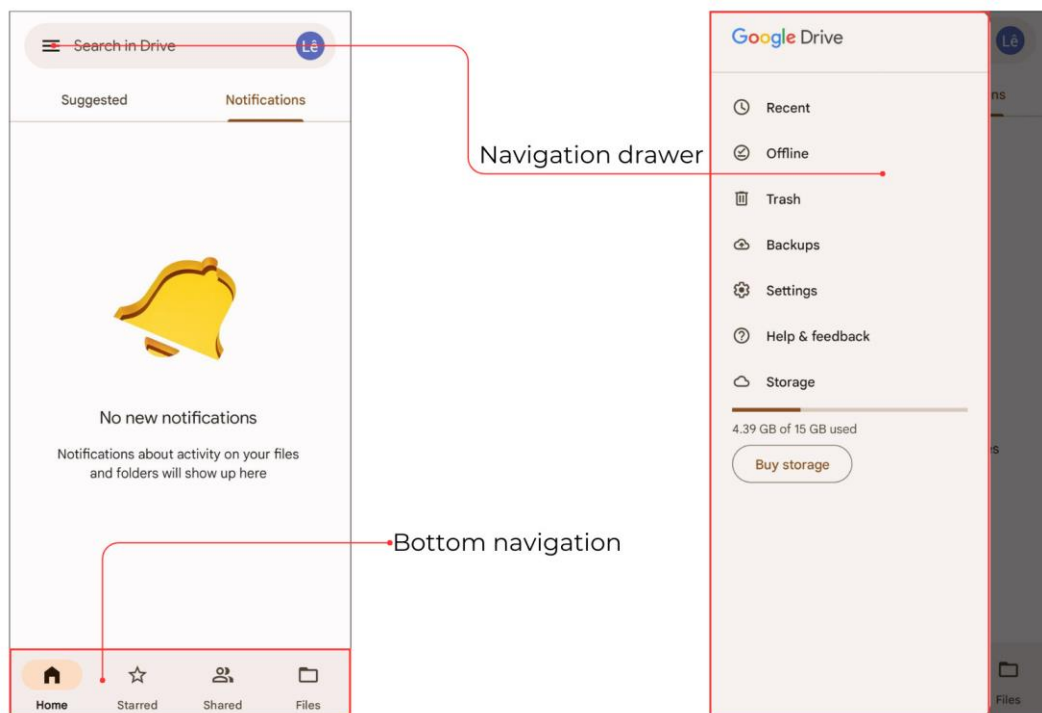 Search in Drive
Lê
Suggested
Notifications
No new notifications
Notifications about activity on your files
and folders will show up here
Home
Starred
Shared
Files
Navigation drawer
Bottom navigation
Google Drive
Recent
Offline
Trash
Backups
Settings
Help & feedback
Storage
4.39 GB of 15 GB used
Buy storage
Lê
ns
s
Files